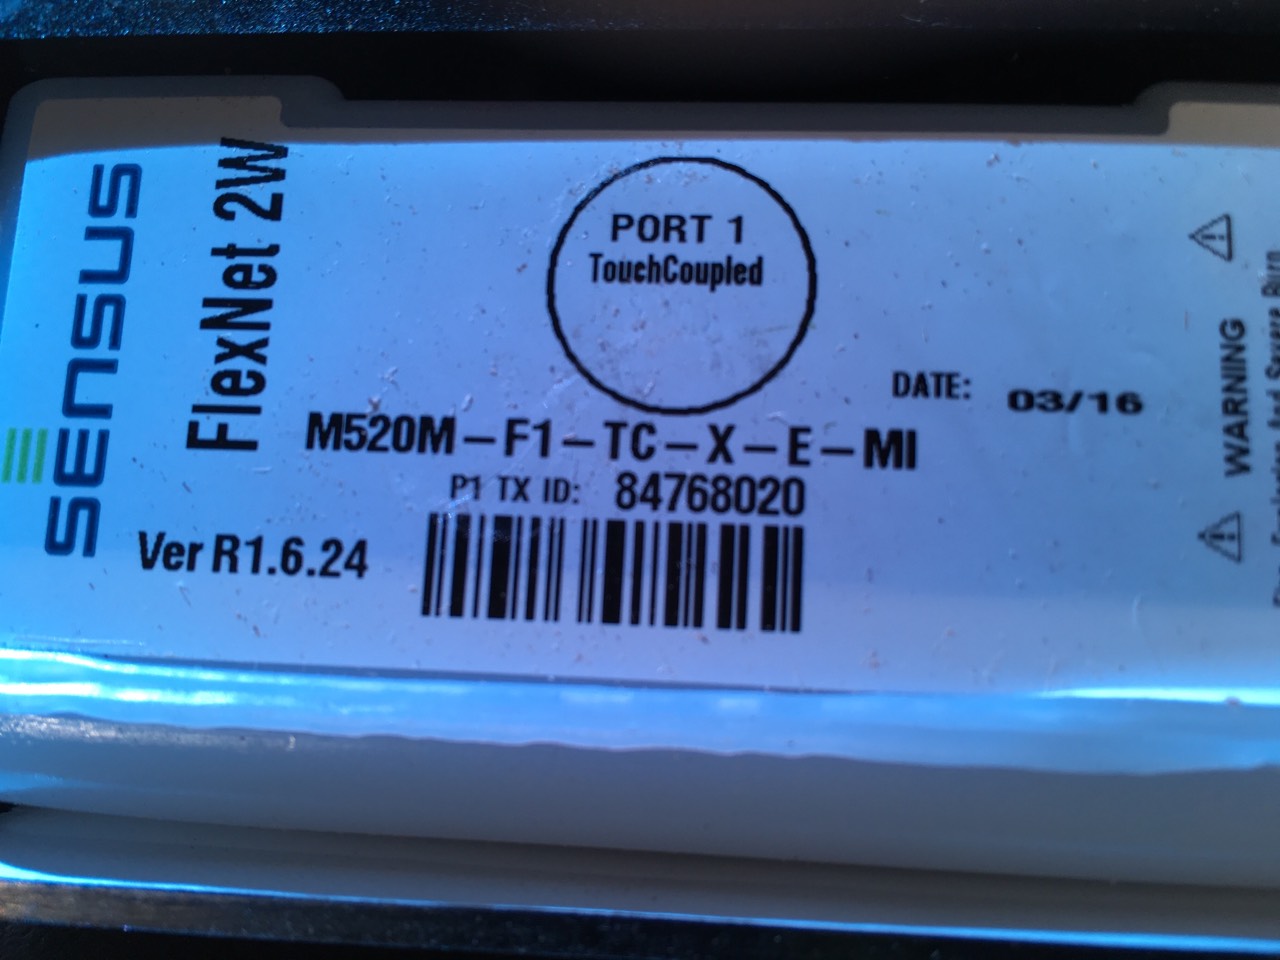 SENSUS
FlexNet 2W
PORT 1
TouchCoupled
DATE: 03/16
M520M-F1-TC-X-E-MI
P1 TX ID: 84768020
Ver R1.6.24
WARNING